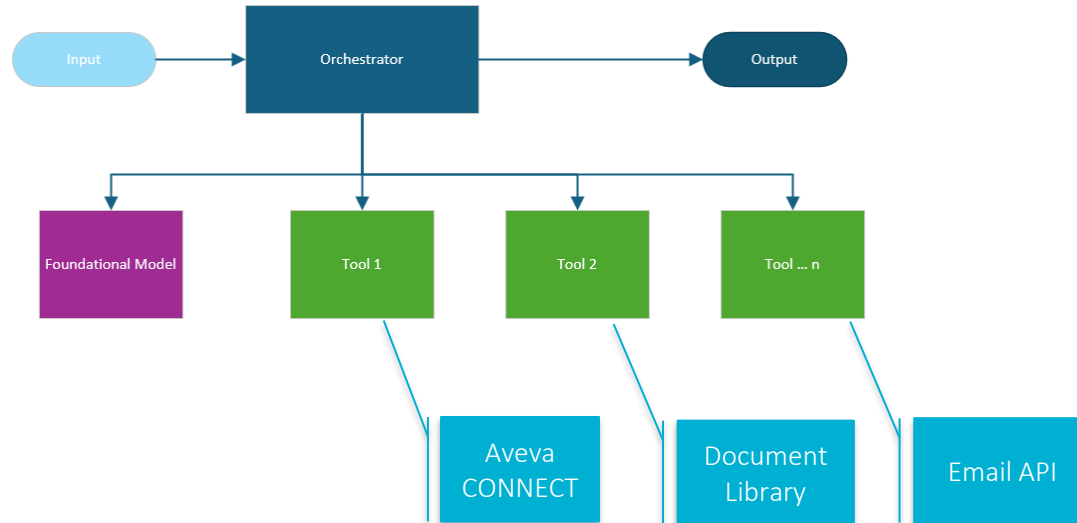 Input
Orchestrator
Output
Foundational Model
Tool 1
Tool 2
Tool ... n
Aveva
CONNECT
Document
Library
Email API